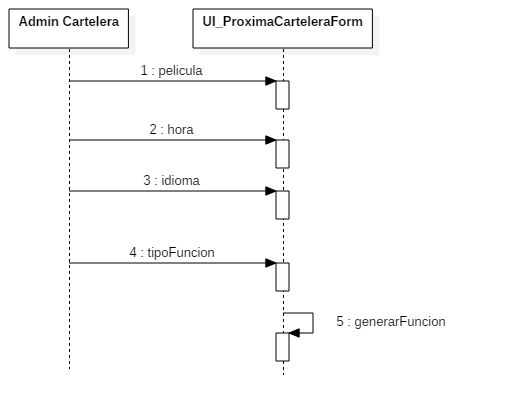 Admin Cartelera
UI_ProximaCarteleraForm
1 : pelicula
2 : hora
3 : idioma
4 : tipoFuncion
5 : generarFuncion